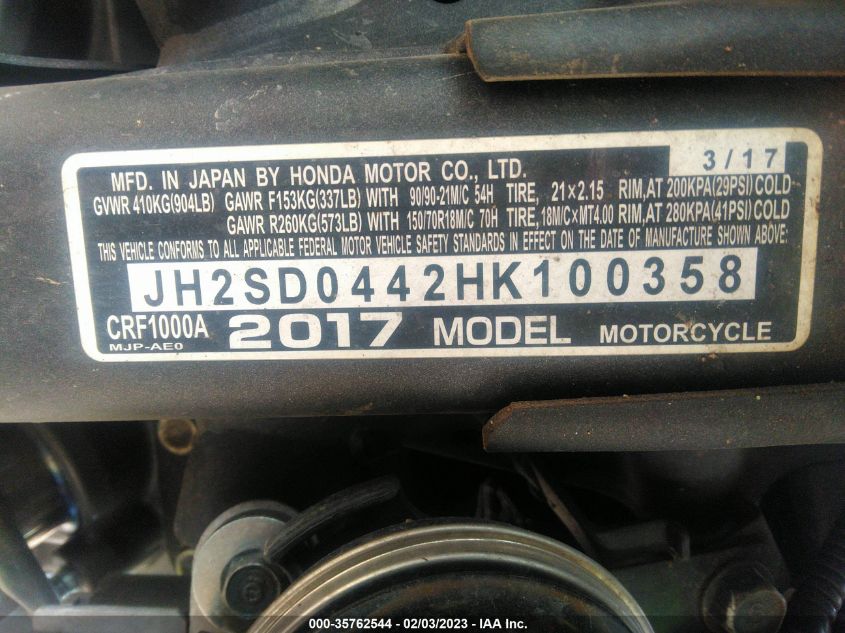 3/17
MFD. IN JAPAN BY HONDA MOTOR CO., LTD.
GVWR 410KG(904LB) GAWR F153KG(337LB) WITH 90/90-21M/C 54H TIRE, 21×2.15 RIM,AT 200KPA(29PSI)COLD
GAWR R260KG(573LB) WITH 150/70R18M/C 70H TIRE,18M/C×MT4.00 RIM,AT 280KPA(41PSI)COLD
THIS VEHICLE CONFORMS TO ALL APPLICABLE FEDERAL MOTOR VEHICLE SAFETY STANDARDS IN EFFECT ON THE DATE OF MANUFACTURE SHOWN ABOVE:
JH2SD0442HK100358
CRF1000A 2017 MODEL MOTORCYCLE
MJP-AE0
000-35762544 - 02/03/2023 - IAA Inc.